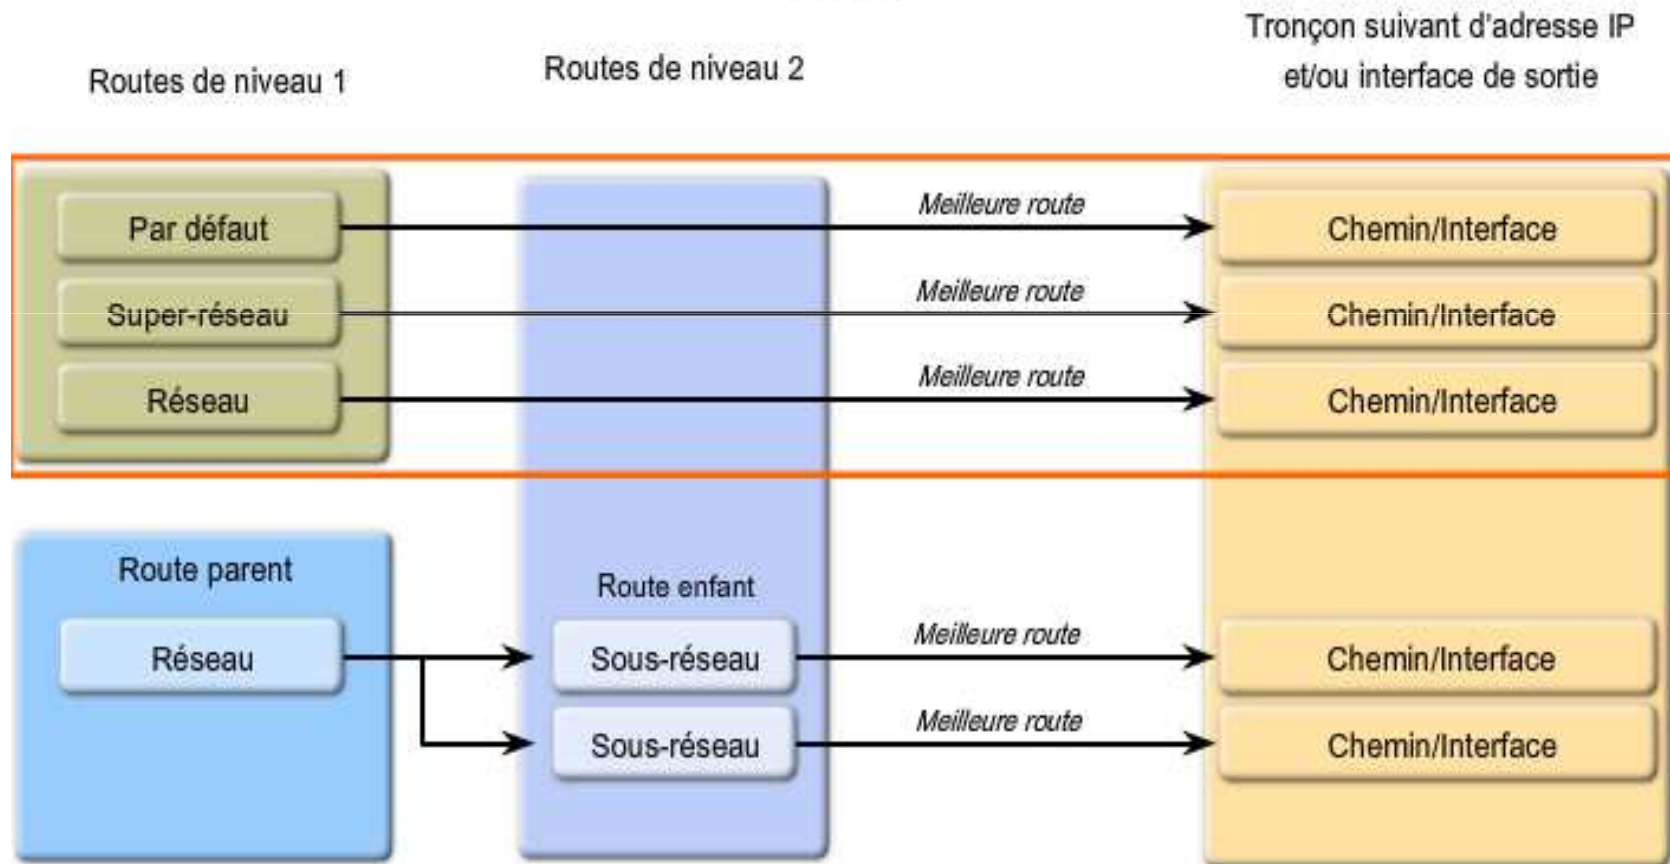 Routes de niveau 1
Routes de niveau 2
Tronçon suivant d'adresse IP
et/ou interface de sortie
Par défaut
Meilleure route
Chemin/Interface
Super-réseau
Meilleure route
Chemin/Interface
Réseau
Meilleure route
Chemin/Interface
Route parent
Route enfant
Réseau
Sous-réseau
Meilleure route
Chemin/Interface
Sous-réseau
Meilleure route
Chemin/Interface